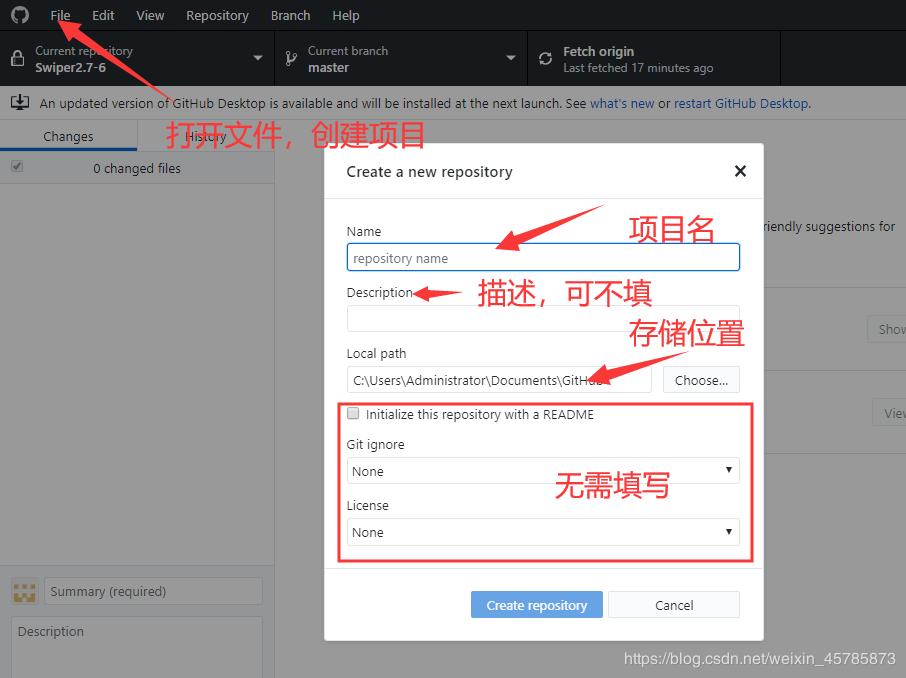 File Edit View Repository Branch Help
Current repository
Swiper2.7-6
Current branch
master
Fetch origin
Last fetched 17 minutes ago
An updated version of GitHub Desktop is available and will be installed at the next launch. See what's new or restart GitHub Desktop.
Changes
History
打开文件，创建项目
0 changed files
Create a new repository
Name
项目名
repository name
riendly suggestions for
Description
描述，可不填
存储位置
Local path
C:\Users\Administrator\Documents\GitHub
Choose...
Show
Initialize this repository with a README
Git ignore
None
无需填写
View
License
None
Create repository
Cancel
Summary (required)
Description
https://blog.csdn.net/weixin_45785873